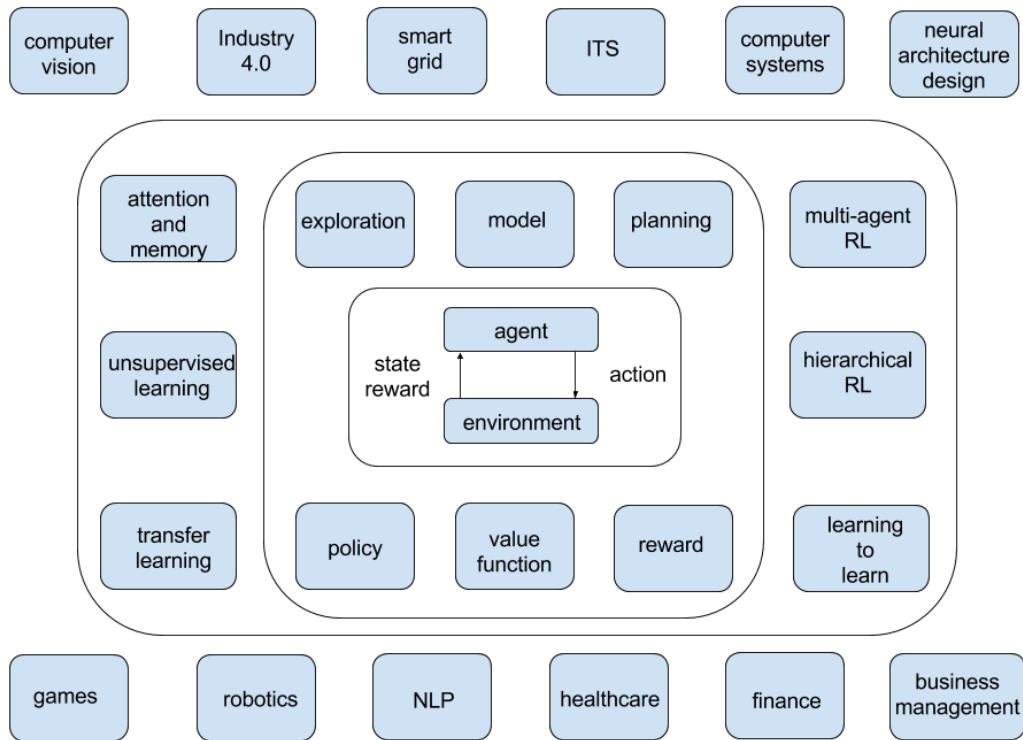 computer
vision
Industry
4.0
smart
grid
ITS
computer
systems
neural
architecture
design
attention
and
memory
exploration
model
planning
multi-agent
RL
unsupervised
learning
state
reward
agent
environment
action
hierarchical
RL
transfer
learning
policy
value
function
reward
learning
to
learn
games
robotics
NLP
healthcare
finance
business
management